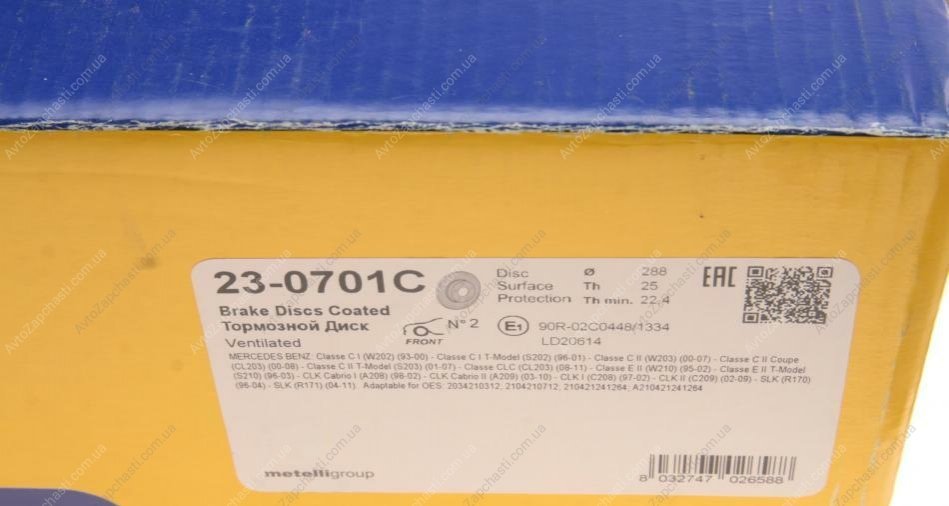 23-0701C
Brake Discs Coated
Тормозной Диск
Ventilated
FRONT
N° 2
Disc Ø 288
Surface Th 25
Protection Th min. 22,4
EAC
E1 90R-02C0448/1334
LD20614
MERCEDES BENZ: Classe C I (W202) (93-00) - Classe C I T-Model (S202) (96-01) - Classe C II (W203) (00-07) - Classe C II Coupe
(CL203) (00-08) - Classe C II T-Model (S203) (01-07) - Classe CLC (CL203) (08-11) - Classe E II (W210) (95-02) - Classe E II T-Model
(S210) (96-03) - CLK Cabrio I (A208) (98-02) - CLK Cabrio II (A209) (03-10) - CLK I (C208) (97-02) - CLK II (C209) (02-09) - SLK (R170)
(96-04) - SLK (R171) (04-11). Adaptable for OES: 2034210312, 2104210712, 210421241264, A210421241264
metelligroup
8 032747 026588
AvtoZapchasti.com.ua